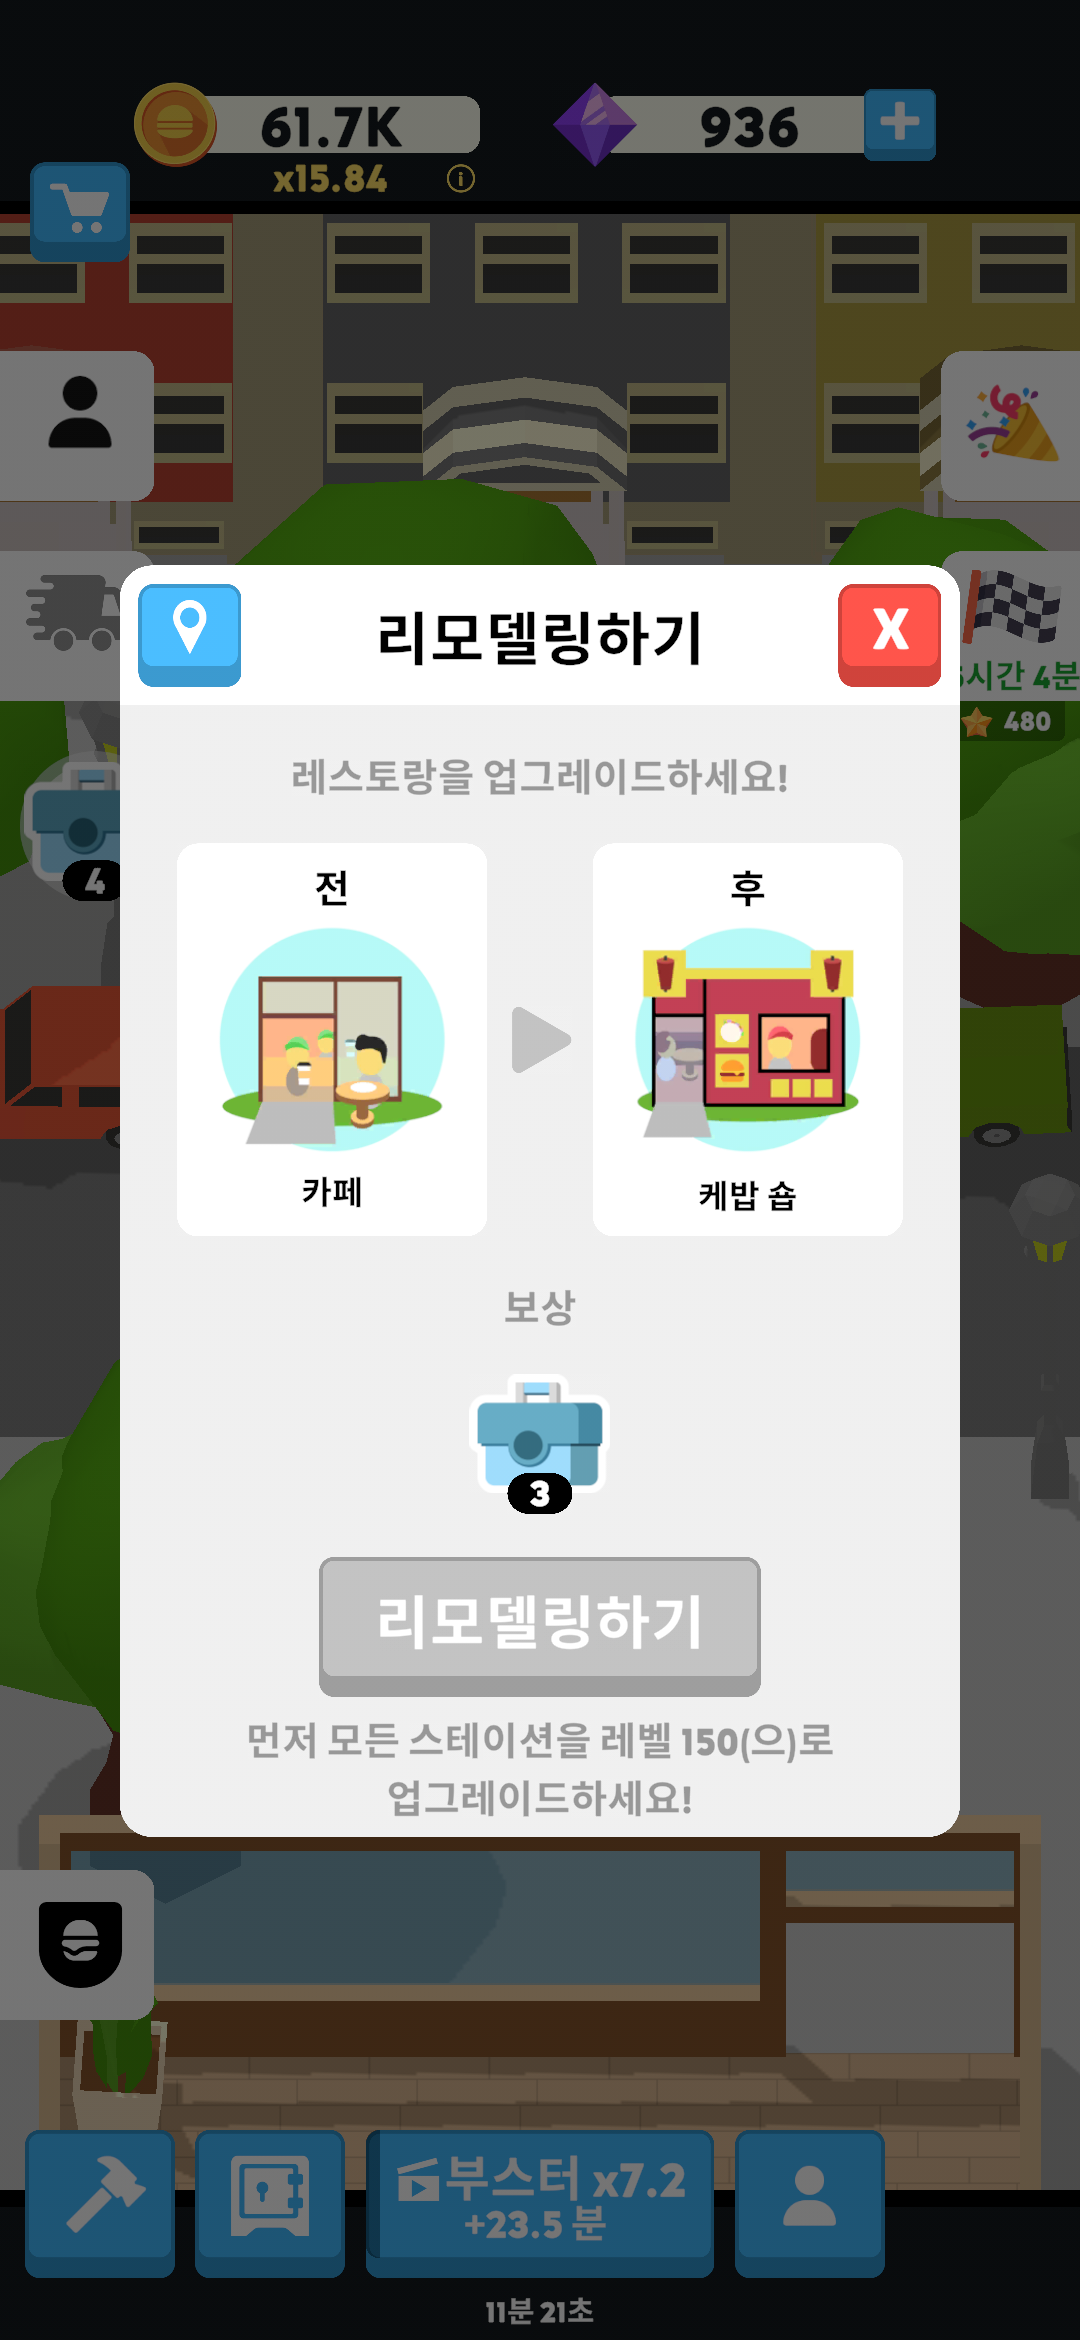 61.7K
936
x15.84
리모델링하기
X
시간 4분
480
레스토랑을 업그레이드하세요!
전
후
4
카페
케밥 숍
보상
3
리모델링하기
먼저 모든 스테이션을 레벨 150(으)로
업그레이드하세요!
부스터 x7.2
+23.5 분
11분 21초